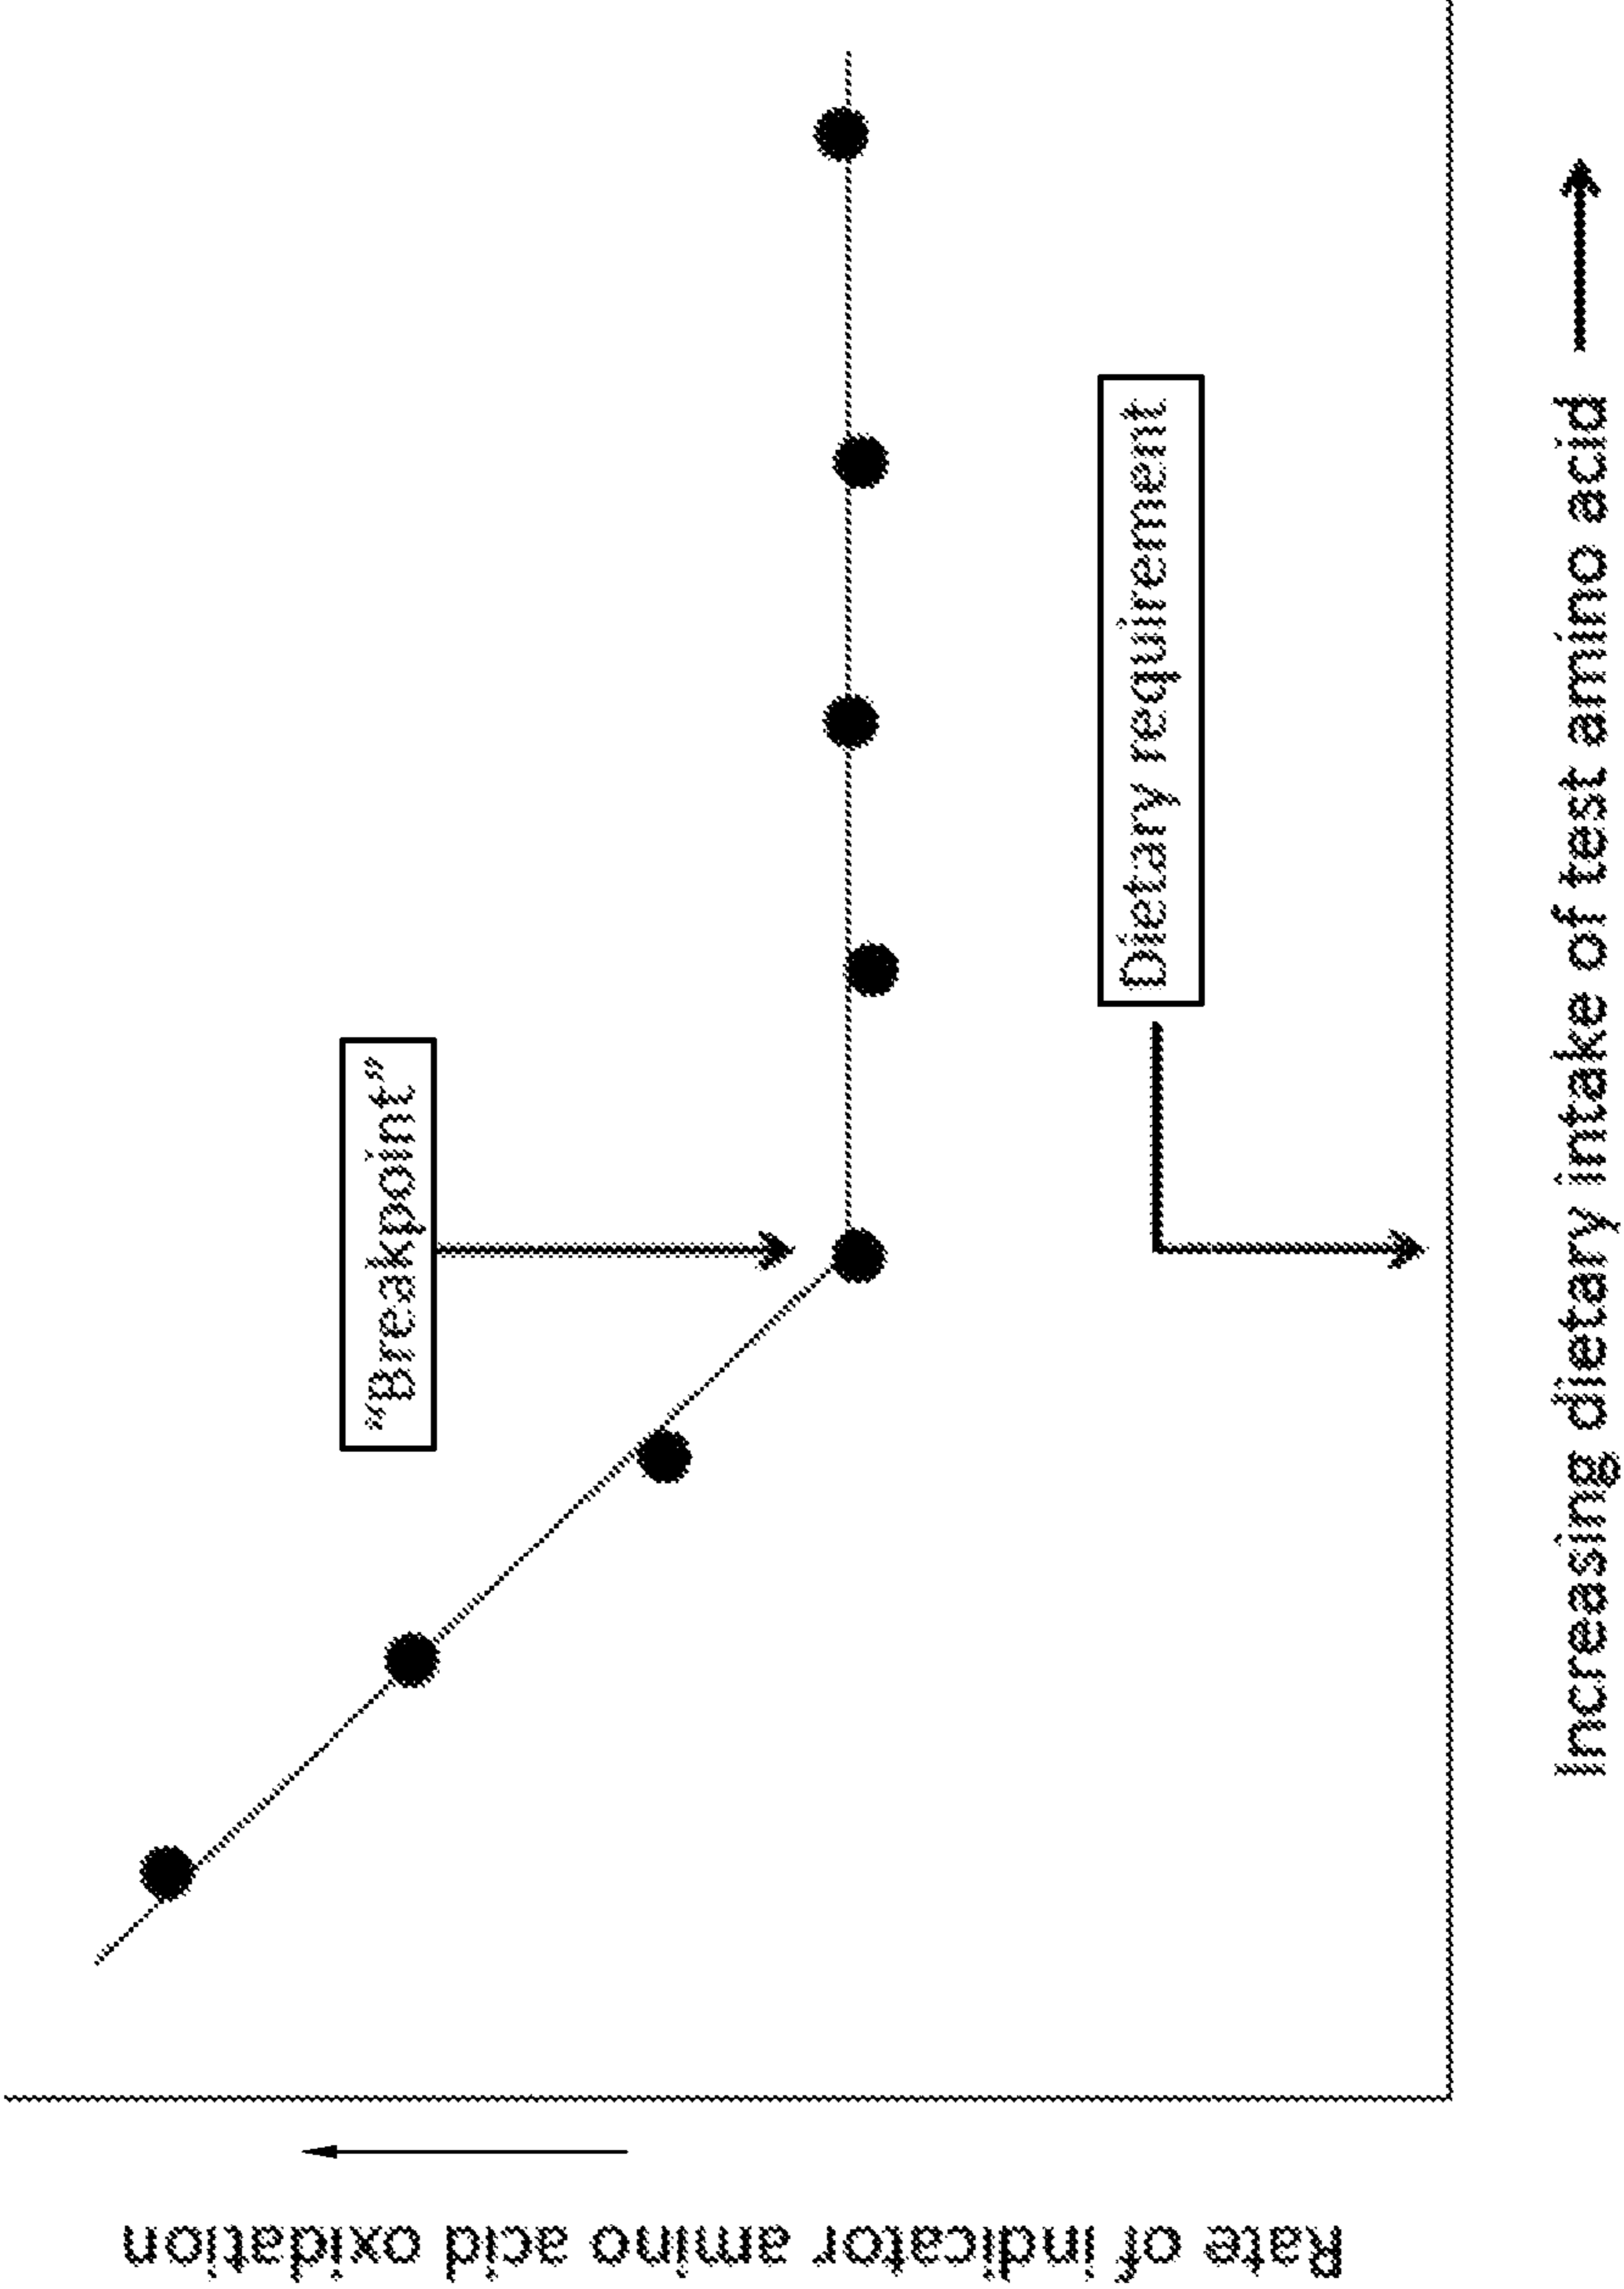 Rate of indicator amino acid oxidation
“Breakpoint”
Dietary requirement
Increasing dietary intake of test amino acid